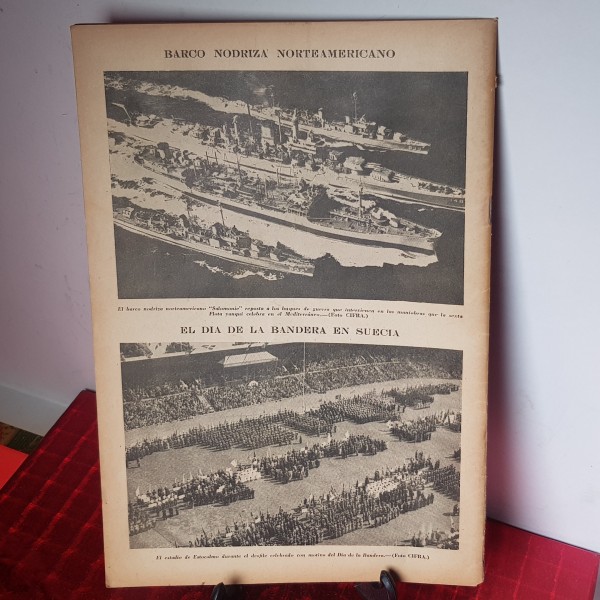 BARCO NODRIZA NORTEAMERICANO
El barco nodriza norteamericano "Salamonie" reposta a los buques de guerra que intervienen en las maniobras que la sexta
Flota yanqui celebra en el Mediterráneo.—(Foto CIFRA.)
EL DIA DE LA BANDERA EN SUECIA
El estadio de Estocolmo durante el desfile celebrado con motivo del Día de la Bandera.—(Foto CIFRA.)